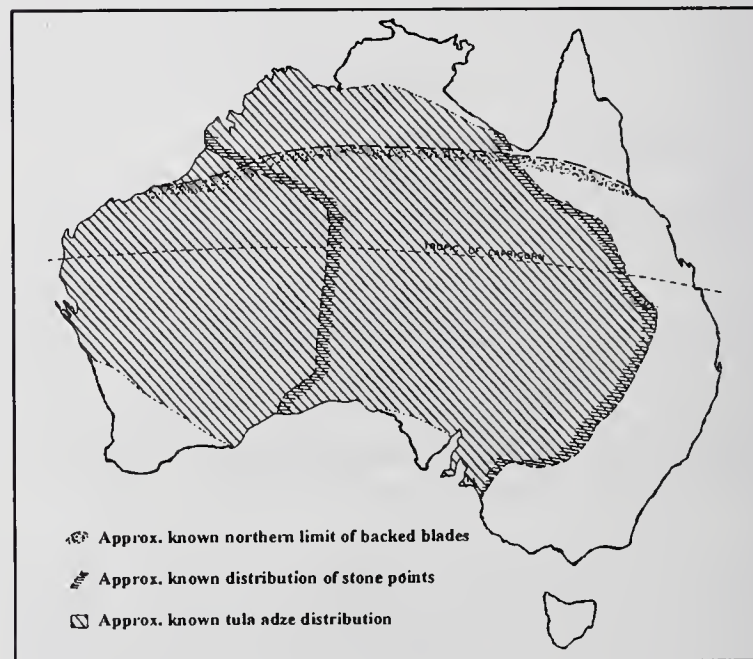 TROPIC OF CAPRICORN
Approx. known northern limit of backed blades
Approx. known distribution of stone points
Approx. known tula adze distribution